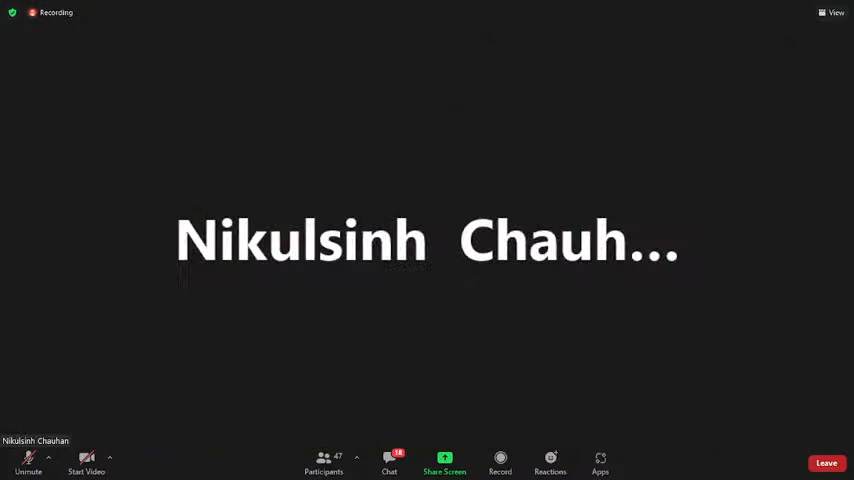 Recording
View
Nikulsinh Chauh...
Nikulsinh Chauhan
47
18
Unmute
Start Video
Participants
Chat
Share Screen
Record
Reactions
Apps
Leave